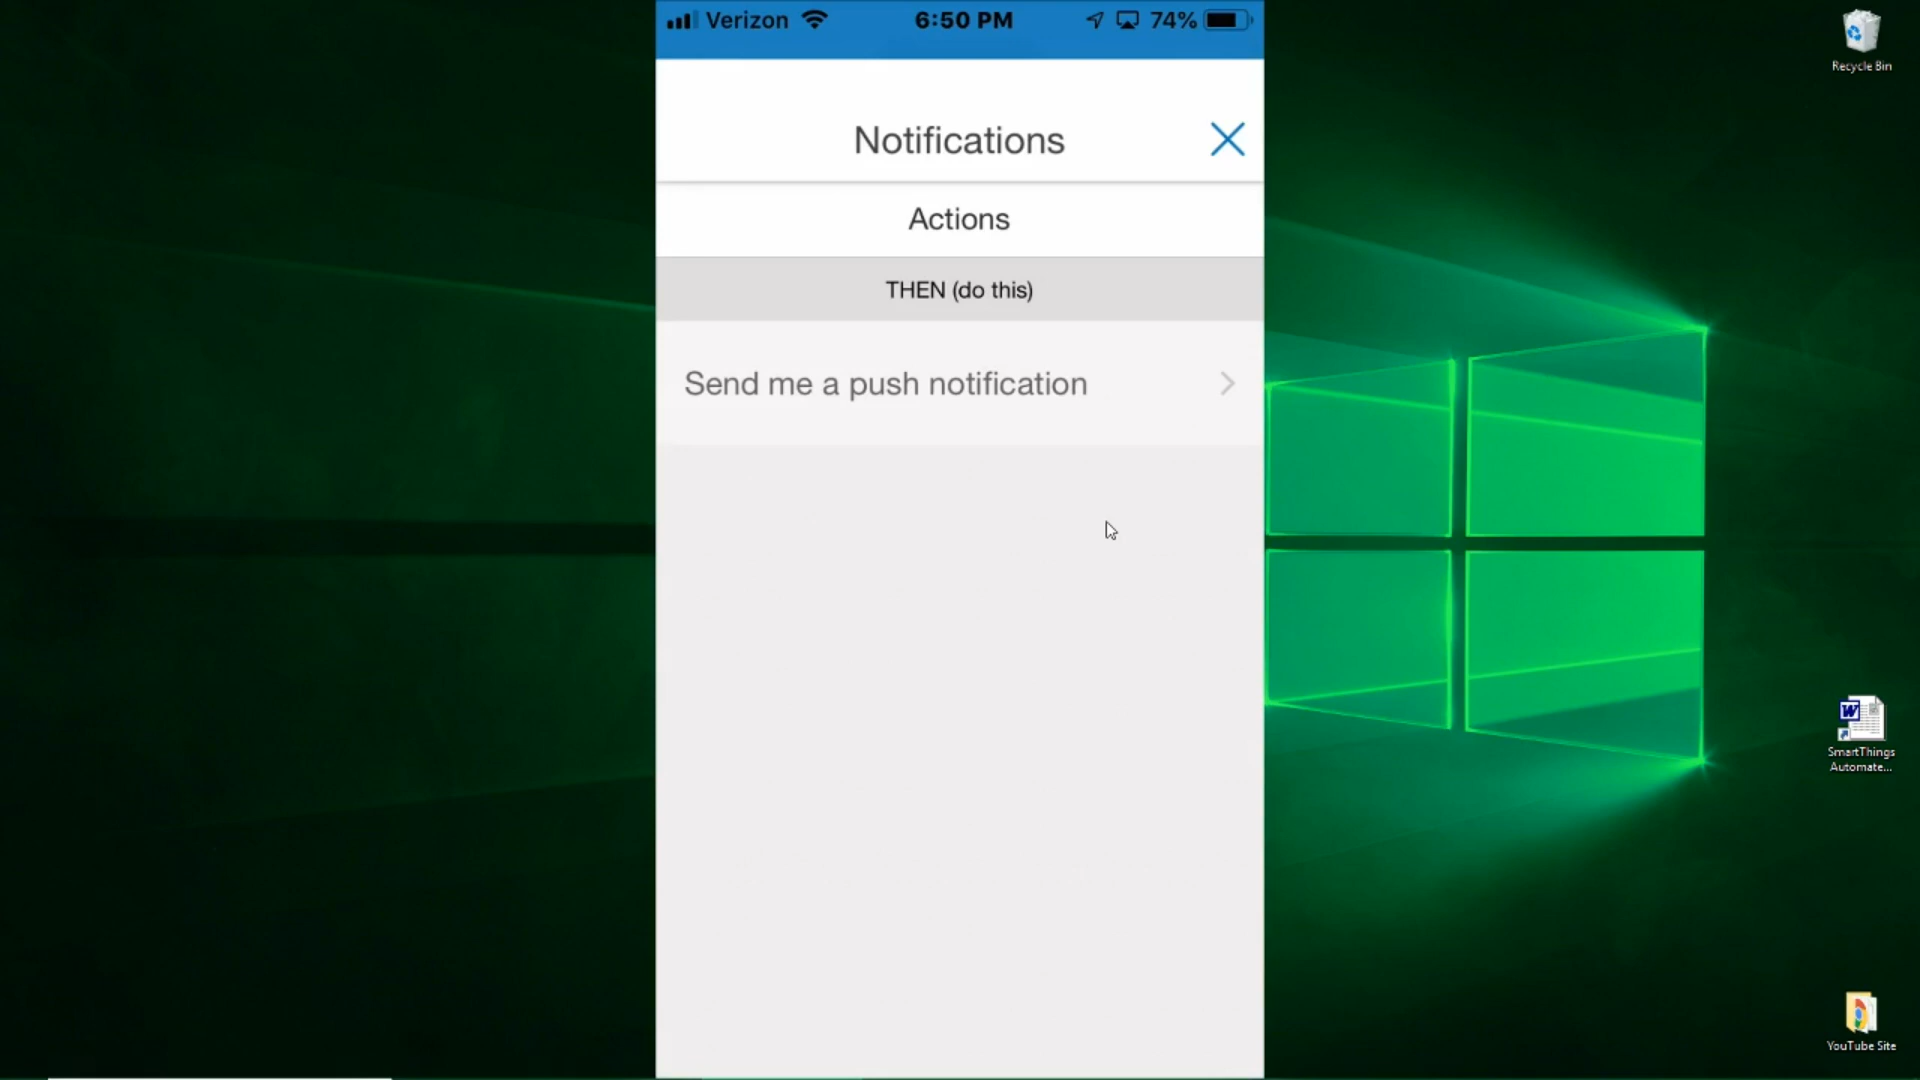 Verizon
6:50 PM
74%
Notifications
Actions
THEN (do this)
Send me a push notification
Recycle Bin
SmartThings
Automate...
YouTube Site